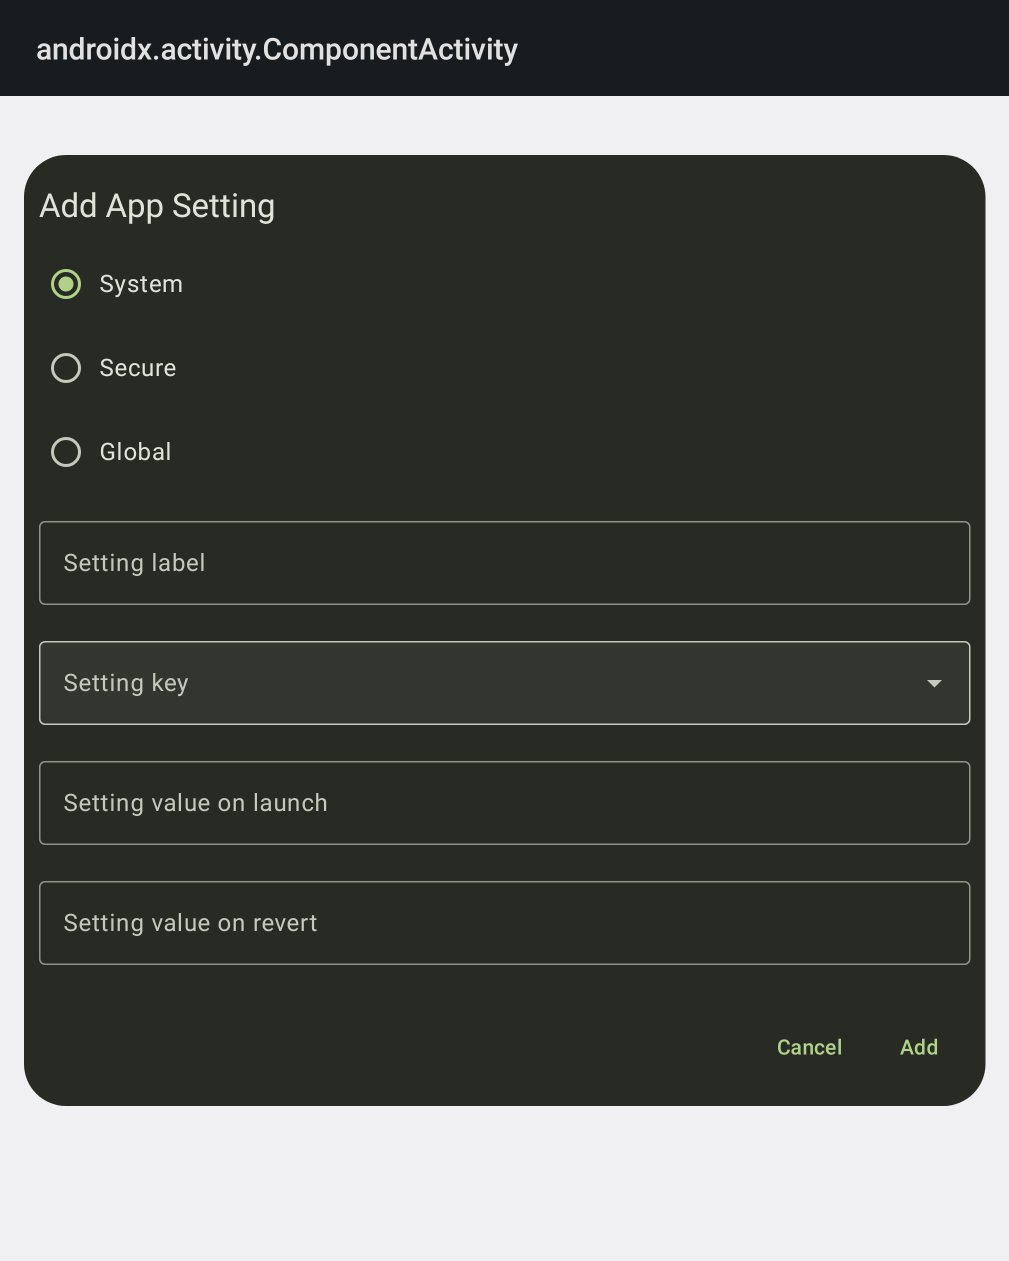 androidx.activity.ComponentActivity
Add App Setting
System
Secure
Global
Setting label
Setting key
Setting value on launch
Setting value on revert
Cancel
Add